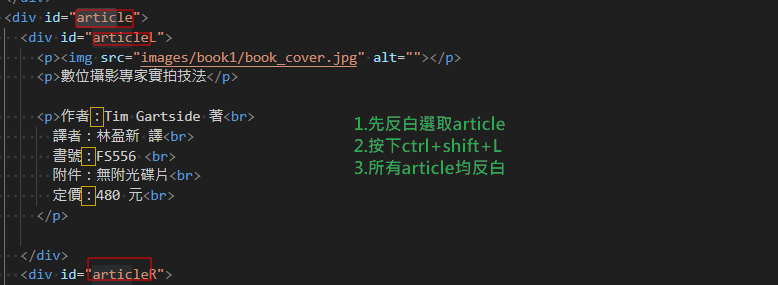 <div id="article">
<div id="articleL">
<p><img src="images/book1/book_cover.jpg" alt=""></p>
<p>數位攝影專家實拍技法</p>
<p>作者：Tim Gartside 著<br>
譯者：林盈新 譯<br>
書號：FS556 <br>
附件：無附光碟片<br>
定價：480 元<br>
</p>
</div>
<div id="articleR">
1.先反白選取article
2.按下ctrl+shift+L
3.所有article均反白